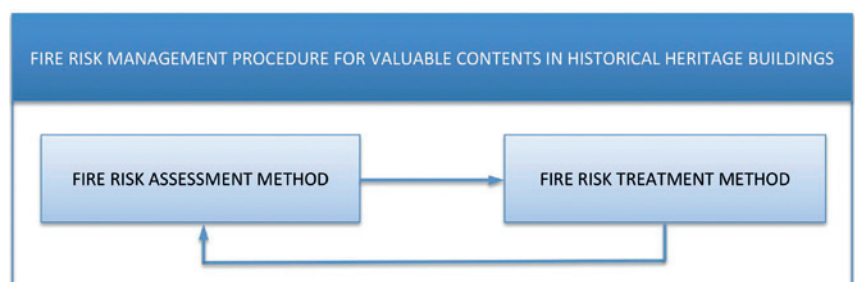 FIRE RISK MANAGEMENT PROCEDURE FOR VALUABLE CONTENTS IN HISTORICAL HERITAGE BUILDINGS
FIRE RISK ASSESSMENT METHOD
FIRE RISK TREATMENT METHOD